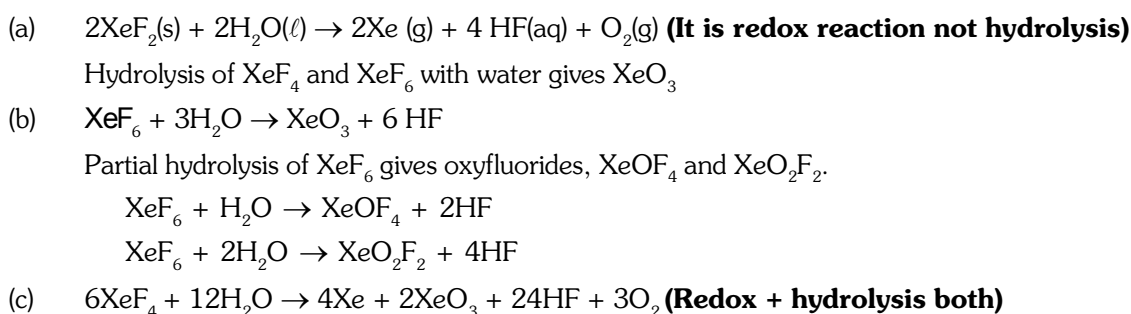 (a) 2XeF₂(s) + 2H₂O(ℓ) → 2Xe (g) + 4 HF(aq) + O₂(g) (It is redox reaction not hydrolysis)
Hydrolysis of XeF₄ and XeF₆ with water gives XeO₃
(b) XeF₆ + 3H₂O → XeO₃ + 6 HF
Partial hydrolysis of XeF₆ gives oxyfluorides, XeOF₄ and XeO₂F₂.
XeF₆ + H₂O → XeOF₄ + 2HF
XeF₆ + 2H₂O → XeO₂F₂ + 4HF
(c) 6XeF₄ + 12H₂O → 4Xe + 2XeO₃ + 24HF + 3O₂ (Redox + hydrolysis both)